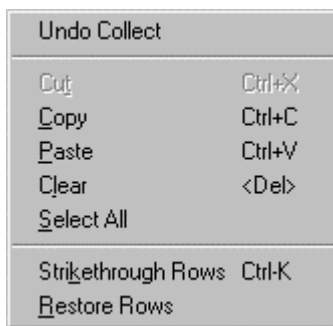 Undo Collect
Cut Ctrl+X
Copy Ctrl+C
Paste Ctrl+V
Clear <Del>
Select All
Strikethrough Rows Ctrl-K
Restore Rows